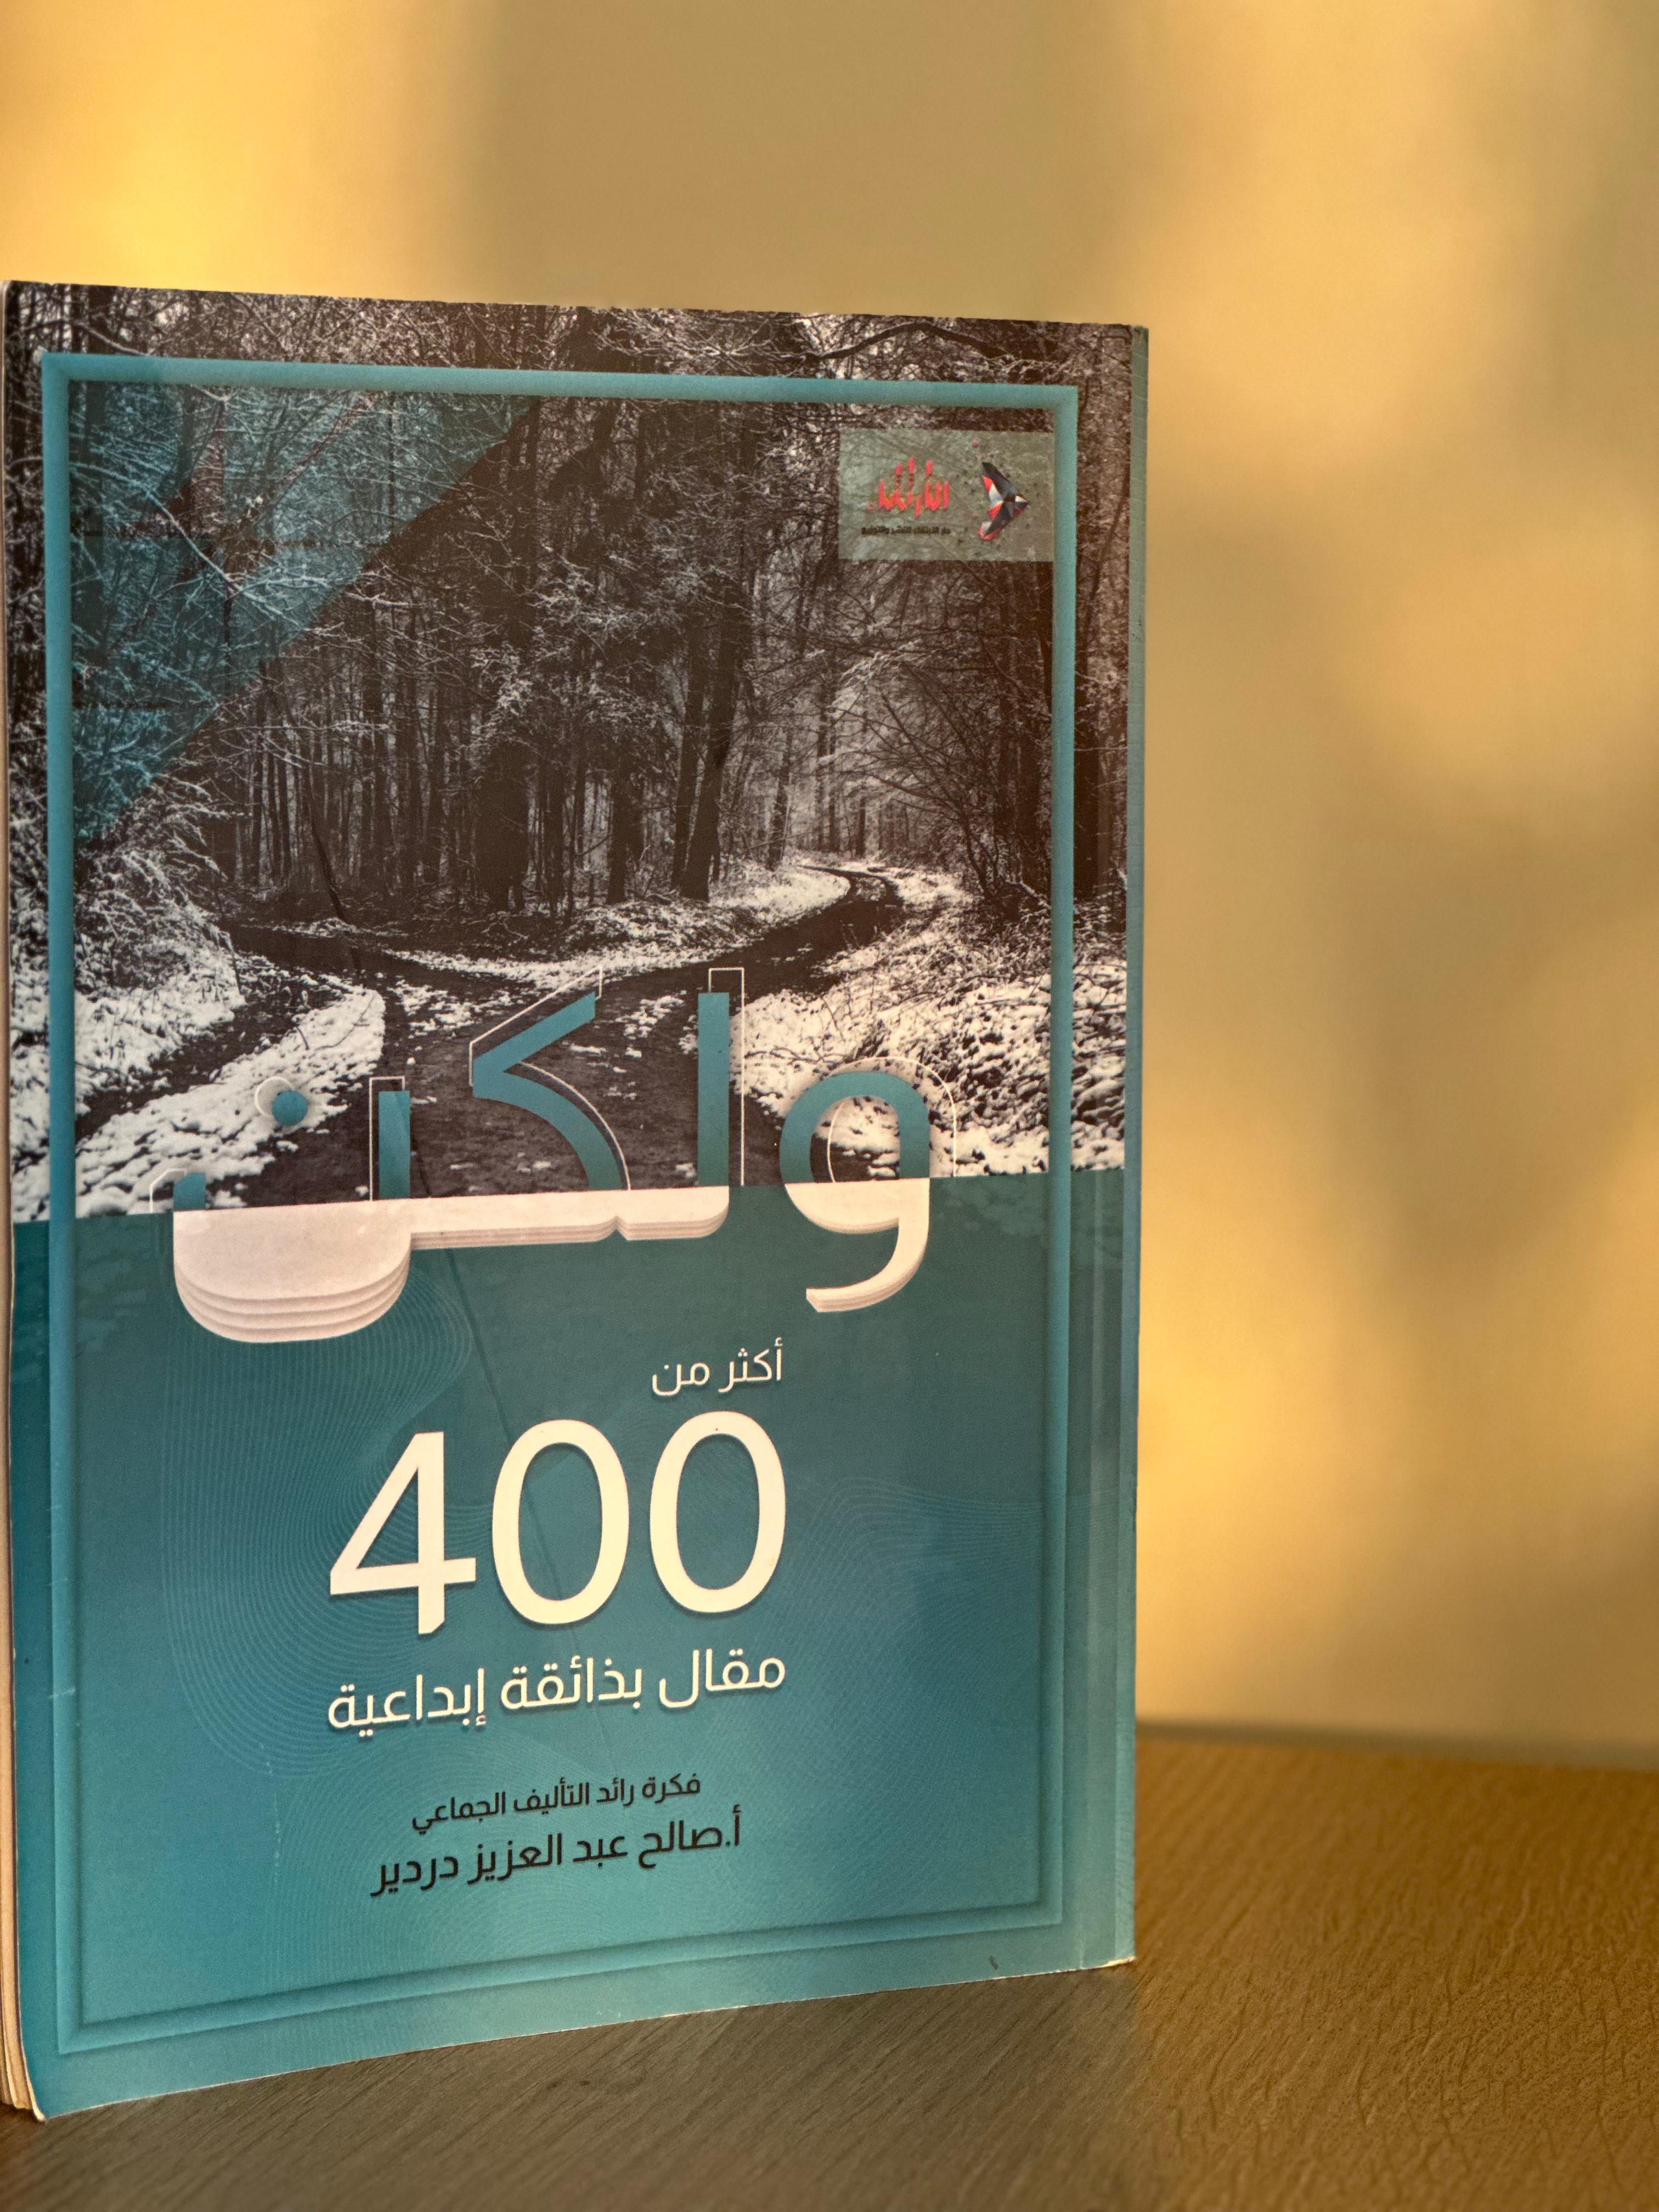 ولكن
أكثر من
400
مقال بذائقة إبداعية
فكرة رائد التأليف الجماعي
أ.صالح عبد العزيز دردير